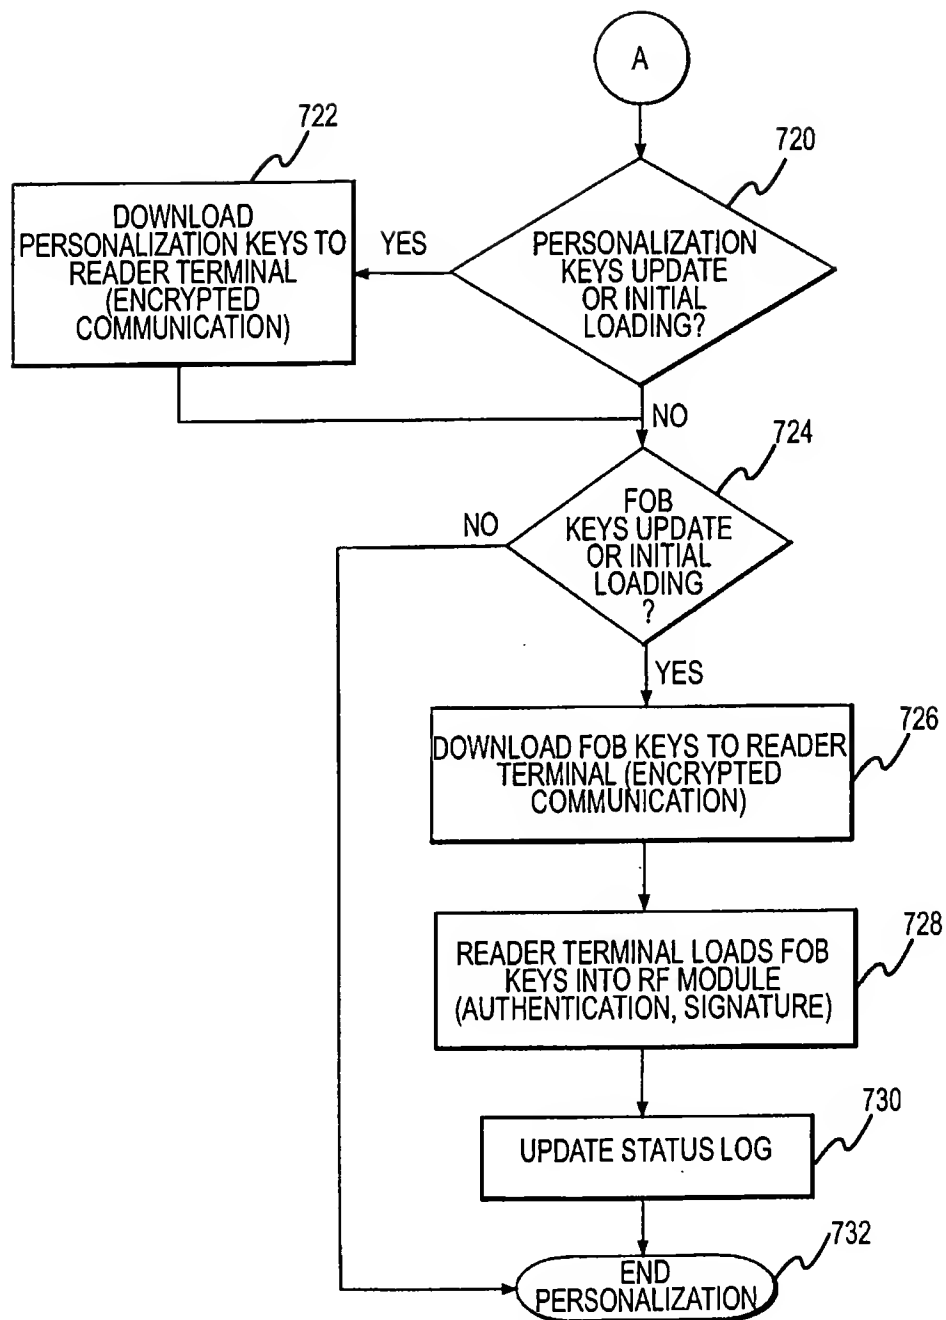 A
720
PERSONALIZATION
KEYS UPDATE
OR INITIAL
LOADING?
722
DOWNLOAD
PERSONALIZATION KEYS TO
READER TERMINAL
(ENCRYPTED
COMMUNICATION)
YES
NO
724
FOB
KEYS UPDATE
OR INITIAL
LOADING
?
NO
YES
726
DOWNLOAD FOB KEYS TO READER
TERMINAL (ENCRYPTED
COMMUNICATION)
728
READER TERMINAL LOADS FOB
KEYS INTO RF MODULE
(AUTHENTICATION, SIGNATURE)
730
UPDATE STATUS LOG
732
END
PERSONALIZATION